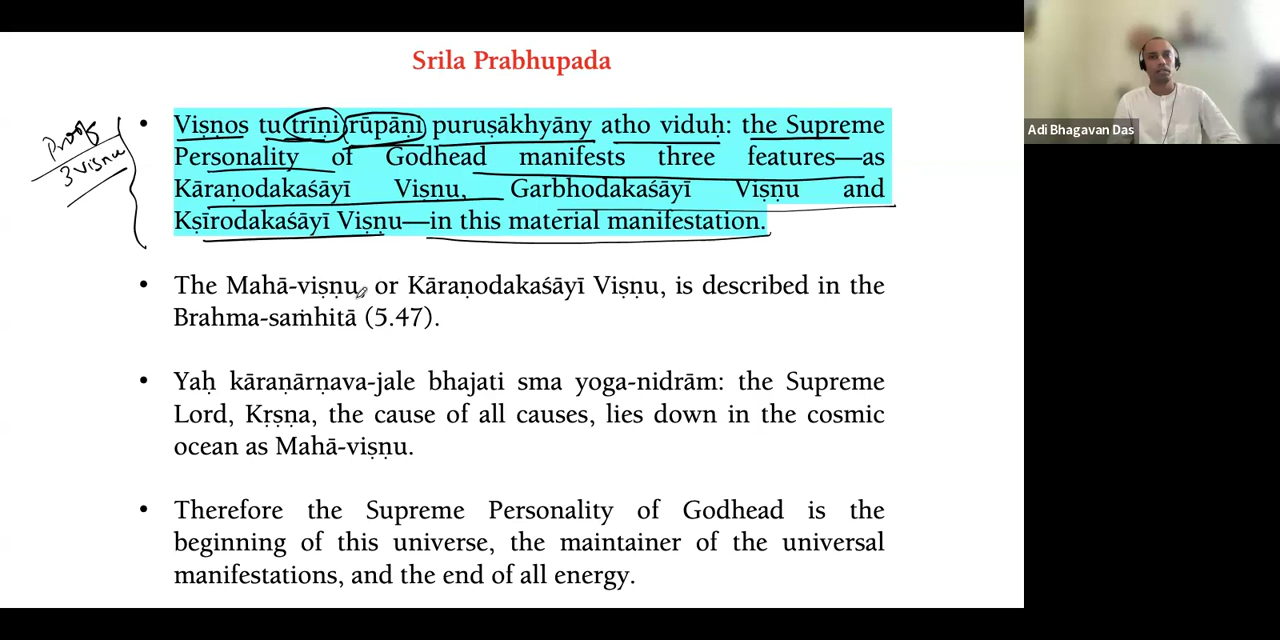 Srila Prabhupada
Proof
3 Viṣṇu
• Viṣṇos tu trīṇi rūpāṇi puruṣākhyāny atho viduḥ: the Supreme
Personality of Godhead manifests three features—as
Kāraṇodakaśāyī Viṣṇu, Garbhodakaśāyī Viṣṇu and
Kṣīrodakaśāyī Viṣṇu—in this material manifestation.
• The Mahā-viṣṇu, or Kāraṇodakaśāyī Viṣṇu, is described in the
Brahma-saṁhitā (5.47).
• Yaḥ kāraṇārṇava-jale bhajati sma yoga-nidrām: the Supreme
Lord, Kṛṣṇa, the cause of all causes, lies down in the cosmic
ocean as Mahā-viṣṇu.
• Therefore the Supreme Personality of Godhead is the
beginning of this universe, the maintainer of the universal
manifestations, and the end of all energy.
Adi Bhagavan Das